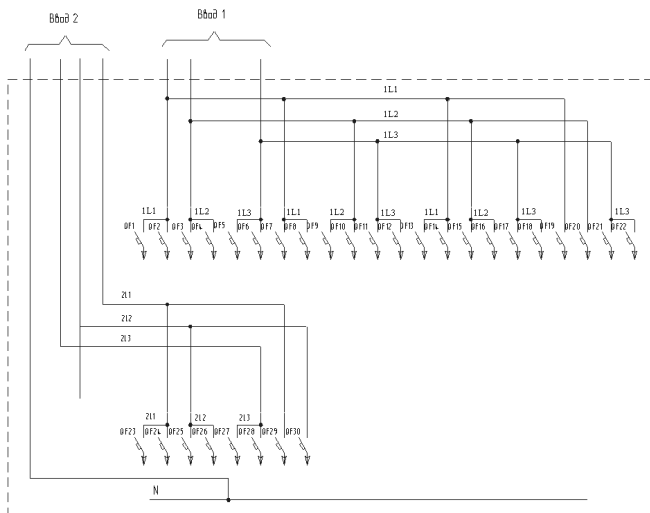 Ввод 2 Ввод 1
1L1
1L2
1L3
1L1 1L2 1L3 1L1 1L2 1L3 1L1 1L2 1L3 1L3
QF1 QF2 QF3 QF4 QF5 QF6 QF7 QF8 QF9 QF10 QF11 QF12 QF13 QF14 QF15 QF16 QF17 QF18 QF19 QF20 QF21 QF22
2L1
2L2
2L3
2L1 2L2 2L3
QF23 QF24 QF25 QF26 QF27 QF28 QF29 QF30
N